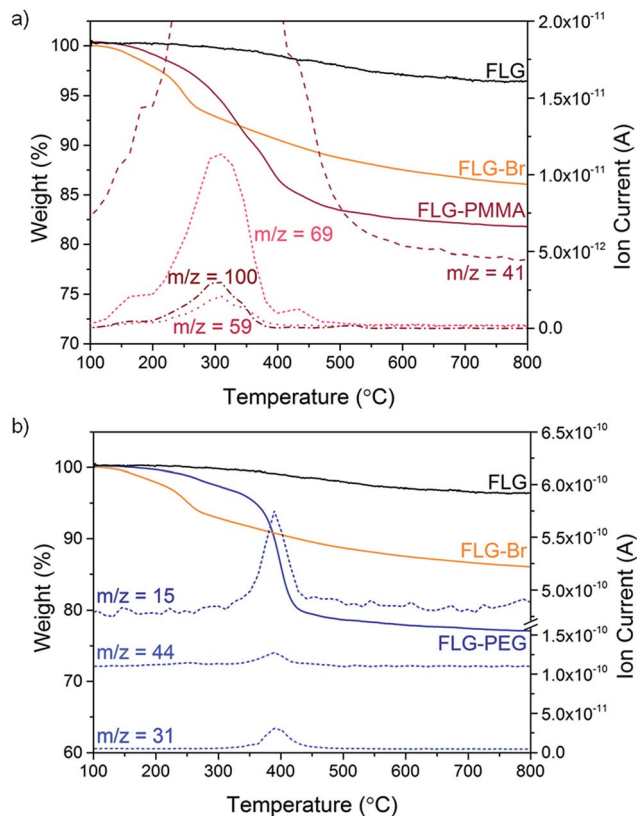 a)
Weight (%)
100
95
90
85
80
75
70
FLG
FLG-Br
FLG-PMMA
m/z = 69
m/z = 41
m/z = 100
m/z = 59
2.0x10⁻¹¹
1.5x10⁻¹¹
1.0x10⁻¹¹
5.0x10⁻¹²
0.0
Ion Current (A)
100 200 300 400 500 600 700 800
Temperature (°C)
b)
Weight (%)
100
90
80
70
60
FLG
FLG-Br
m/z = 15
FLG-PEG
m/z = 44
m/z = 31
6.5x10⁻¹⁰
6.0x10⁻¹⁰
5.5x10⁻¹⁰
5.0x10⁻¹⁰
1.5x10⁻¹⁰
1.0x10⁻¹⁰
5.0x10⁻¹¹
0.0
Ion Current (A)
100 200 300 400 500 600 700 800
Temperature (°C)